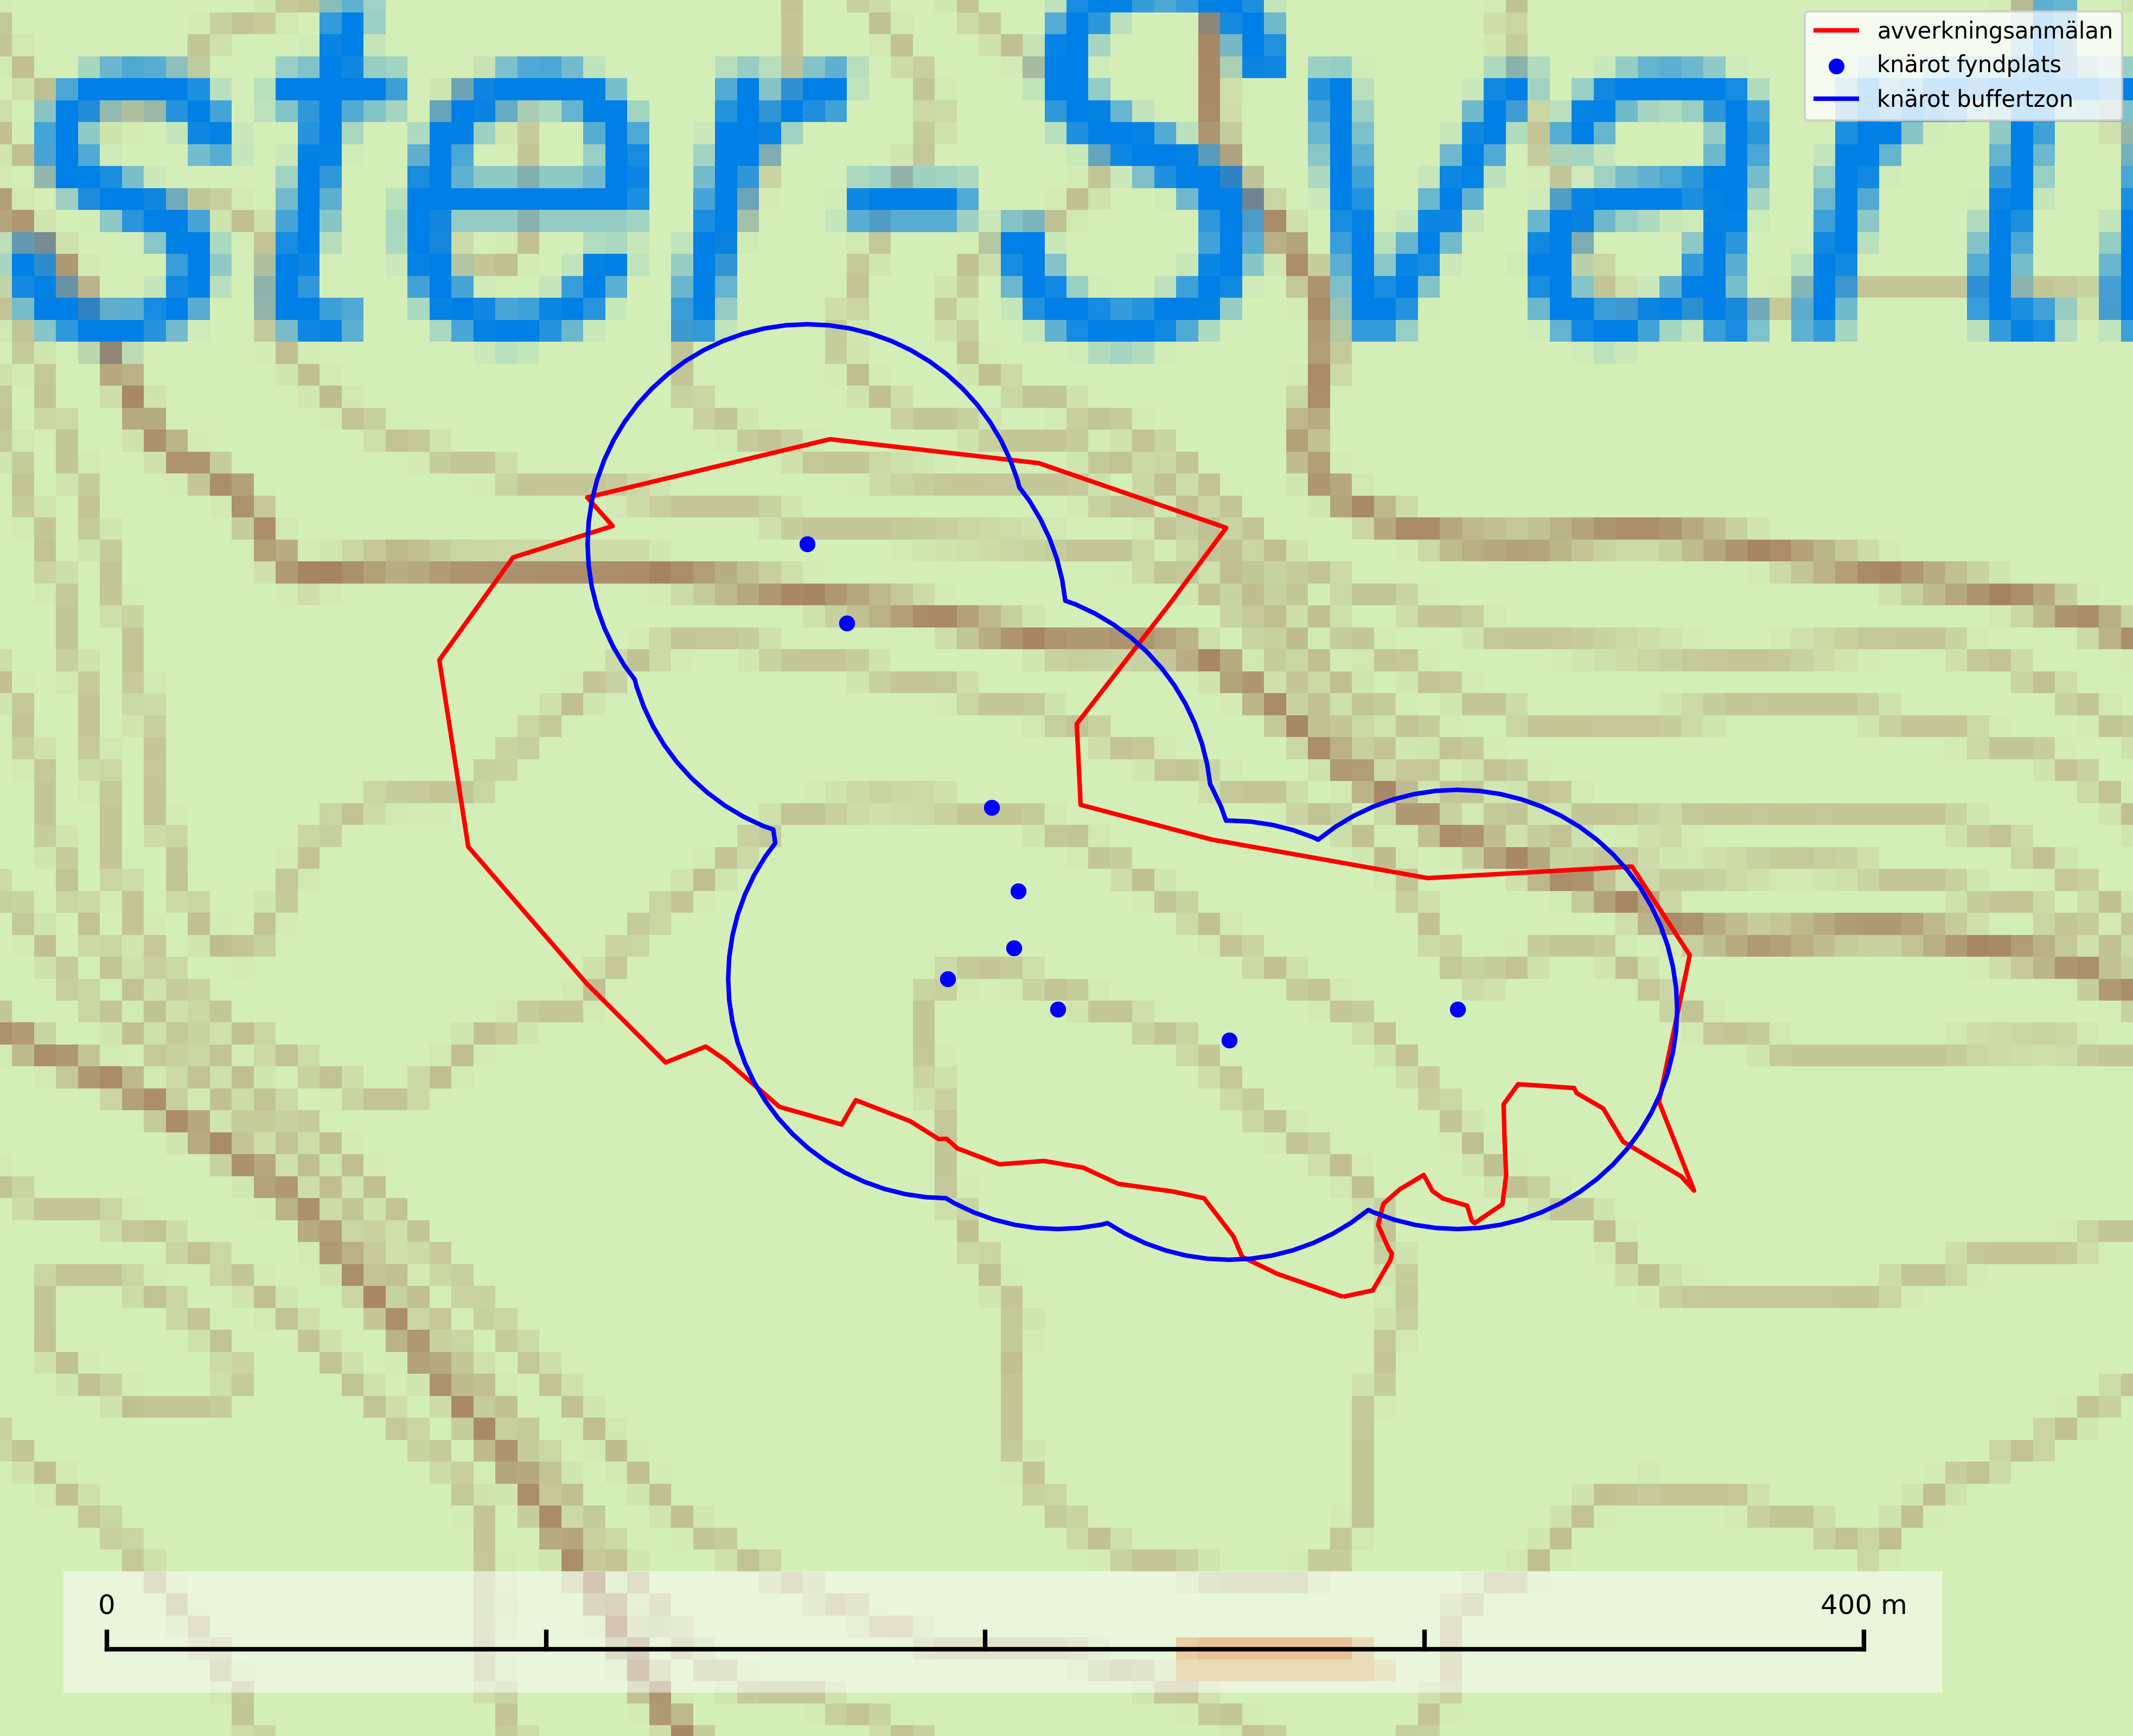 ster-Svart
avverkningsanmälan
knärot fyndplats
knärot buffertzon
0
400 m